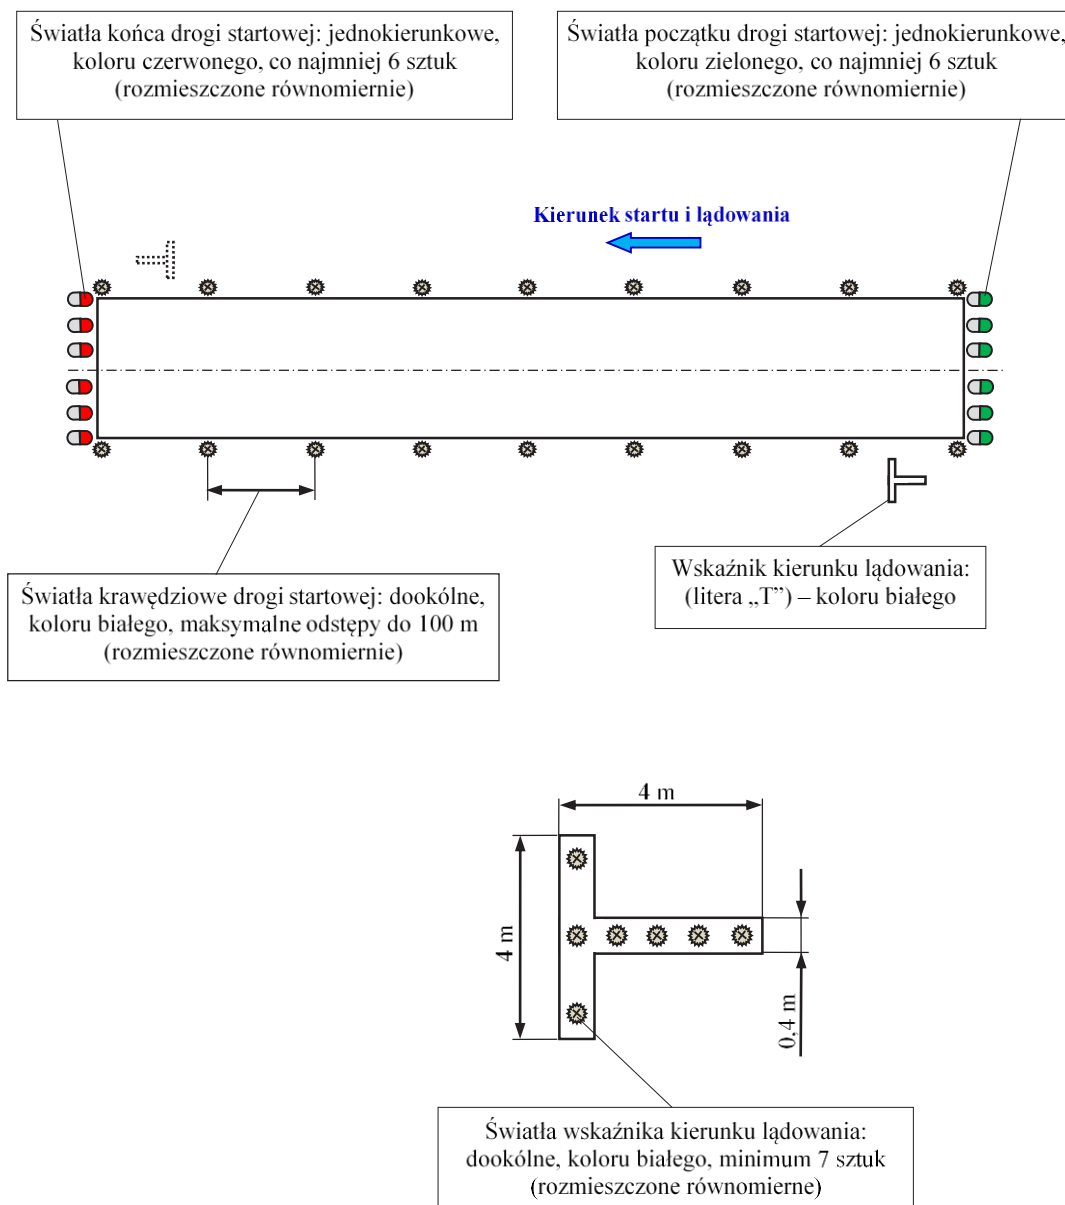 Światła końca drogi startowej: jednokierunkowe,
koloru czerwonego, co najmniej 6 sztuk
(rozmieszczone równomiernie)
Światła początku drogi startowej: jednokierunkowe,
koloru zielonego, co najmniej 6 sztuk
(rozmieszczone równomiernie)
Kierunek startu i lądowania
Światła krawędziowe drogi startowej: dookólne,
koloru białego, maksymalne odstępy do 100 m
(rozmieszczone równomiernie)
Wskaźnik kierunku lądowania:
(litera „T”) – koloru białego
4 m
4 m
0,4 m
Światła wskaźnika kierunku lądowania:
dookólne, koloru białego, minimum 7 sztuk
(rozmieszczone równomierne)